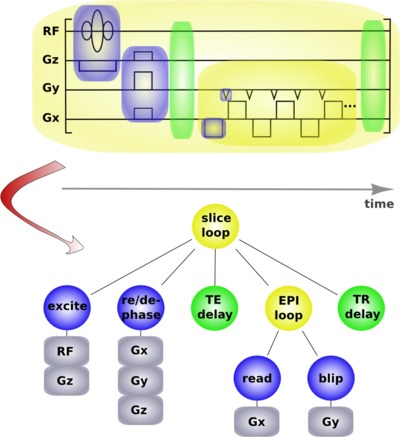 RF
Gz
Gy
Gx
...
time
slice
loop
excite
re/de-
phase
TE
delay
EPI
loop
TR
delay
RF
Gz
Gx
Gy
Gz
read
blip
Gx
Gy